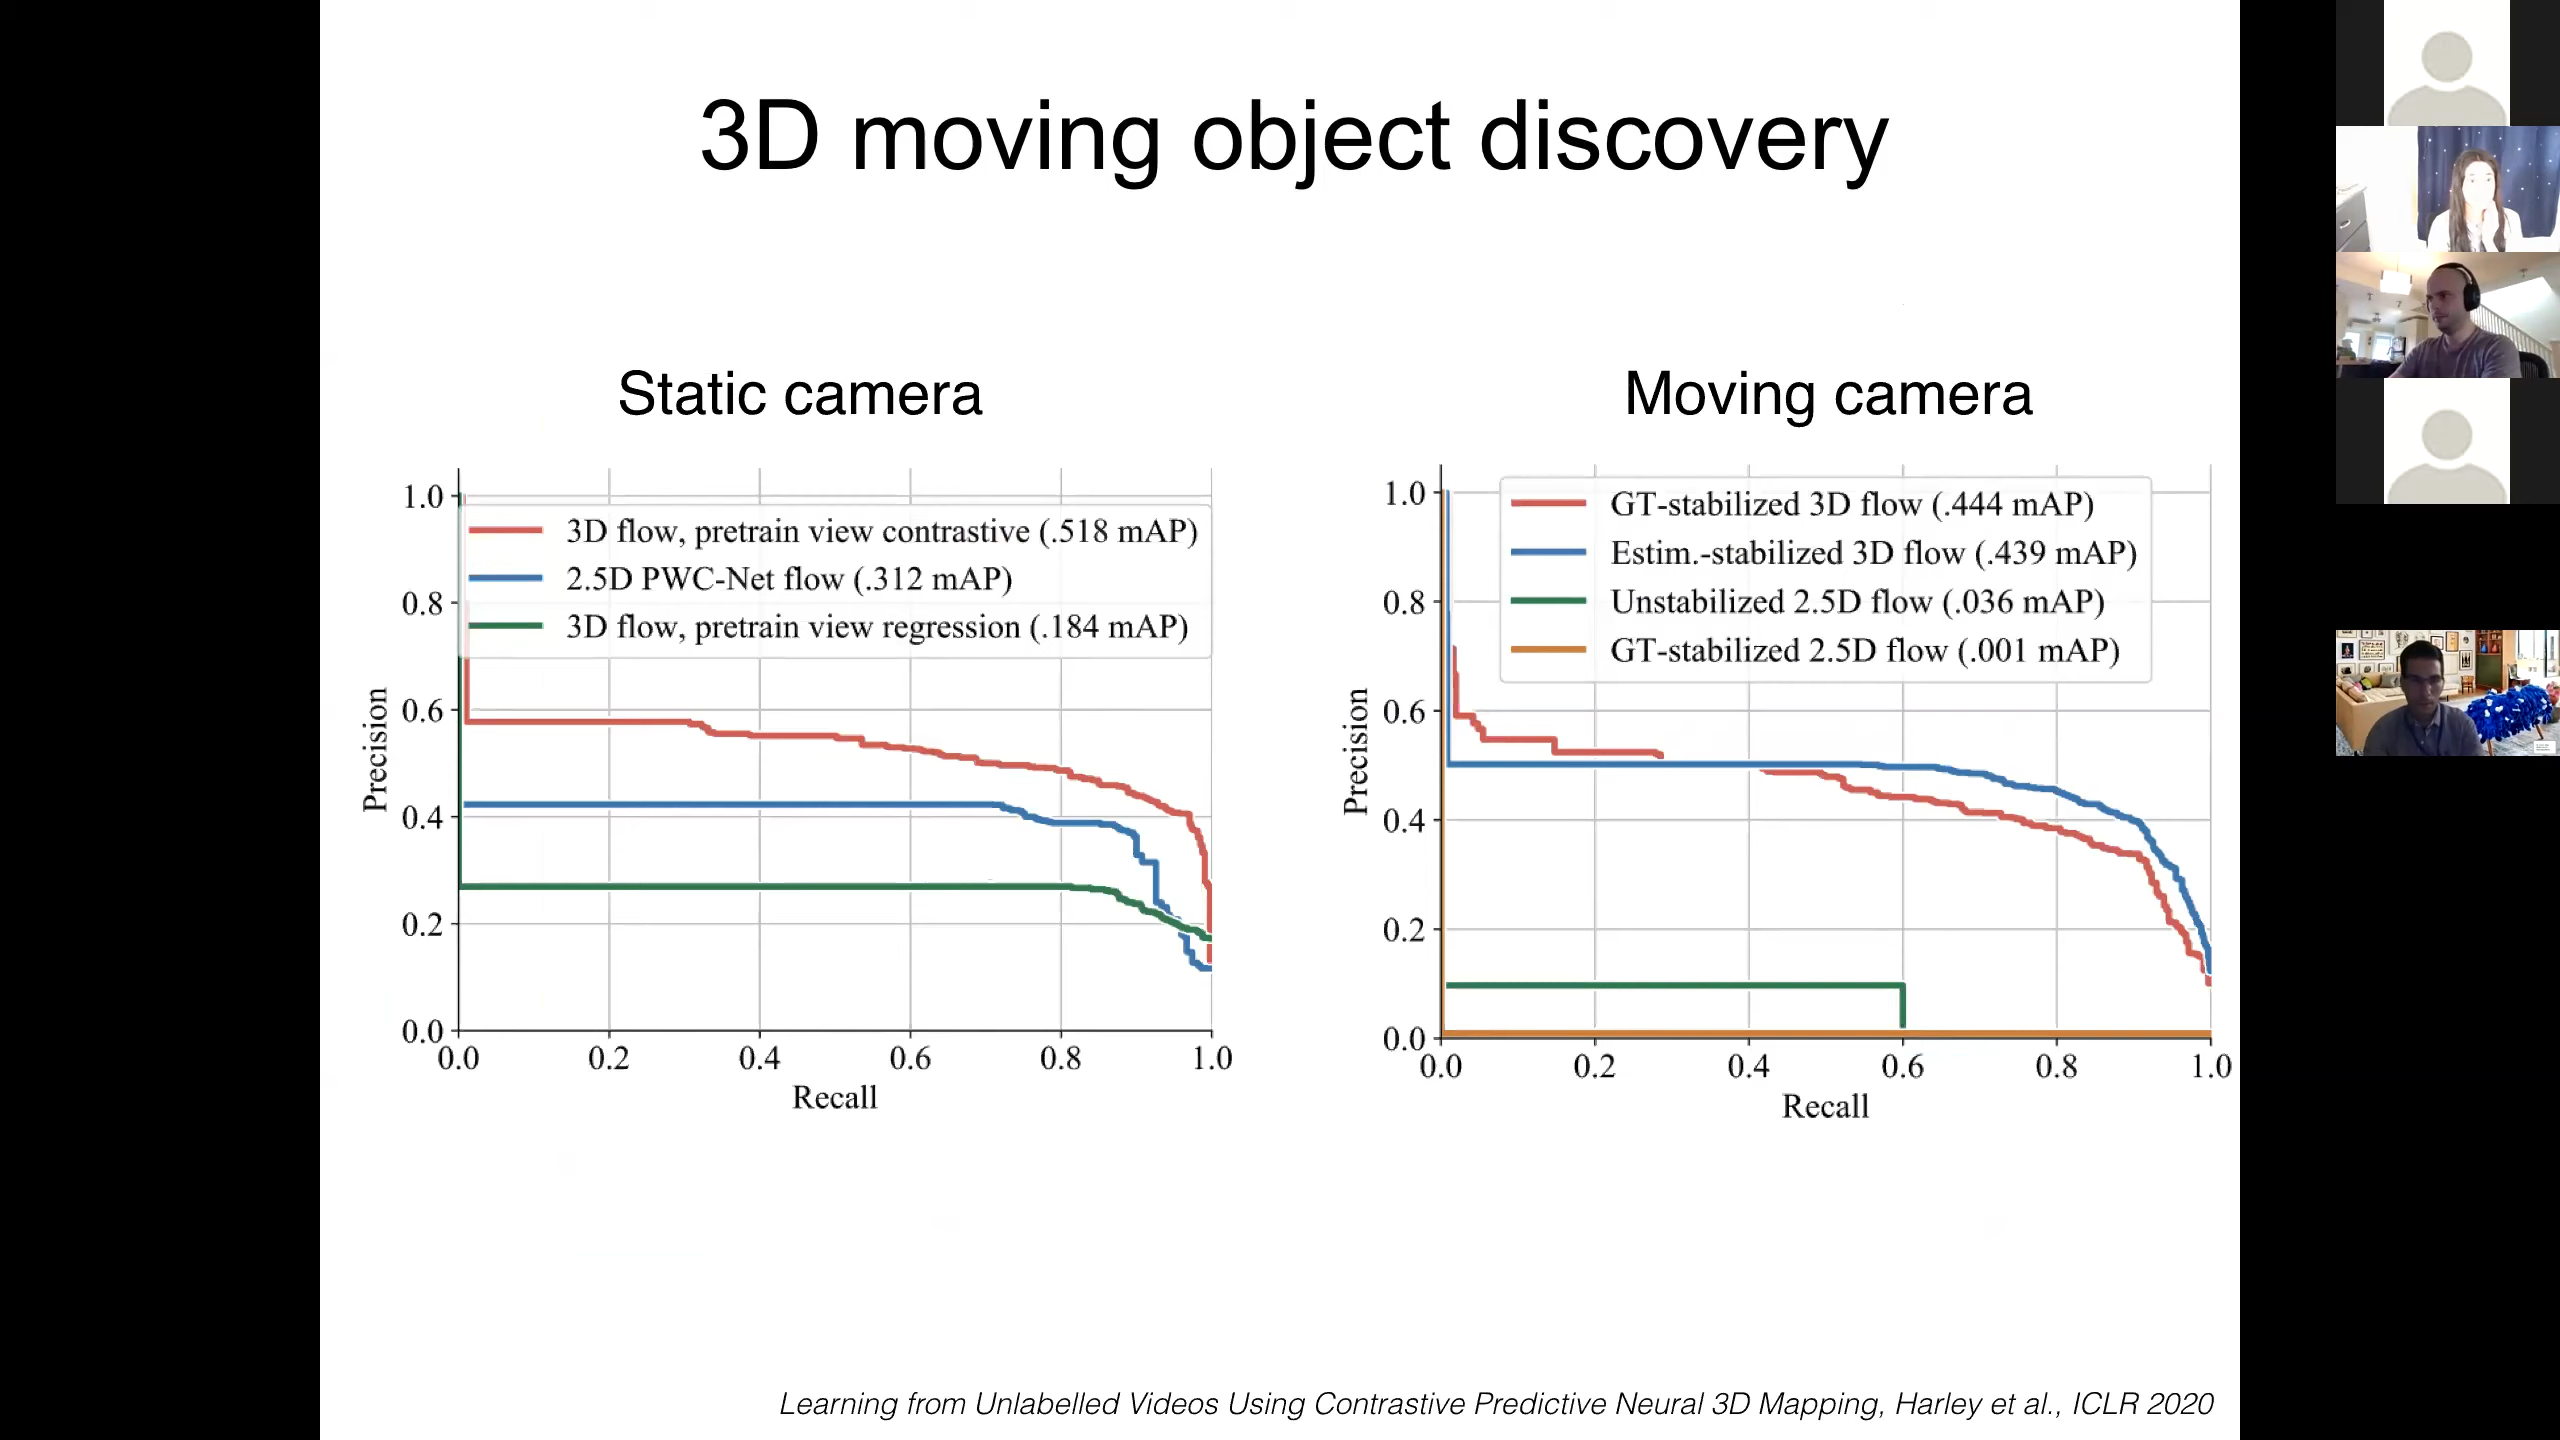 3D moving object discovery
Static camera
1.0
0.8
0.6
0.4
0.2
0.0
Precision
3D flow, pretrain view contrastive (.518 mAP)
2.5D PWC-Net flow (.312 mAP)
3D flow, pretrain view regression (.184 mAP)
0.0 0.2 0.4 0.6 0.8 1.0
Recall
Moving camera
1.0
0.8
0.6
0.4
0.2
0.0
Precision
GT-stabilized 3D flow (.444 mAP)
Estim.-stabilized 3D flow (.439 mAP)
Unstabilized 2.5D flow (.036 mAP)
GT-stabilized 2.5D flow (.001 mAP)
0.0 0.2 0.4 0.6 0.8 1.0
Recall
Learning from Unlabelled Videos Using Contrastive Predictive Neural 3D Mapping, Harley et al., ICLR 2020